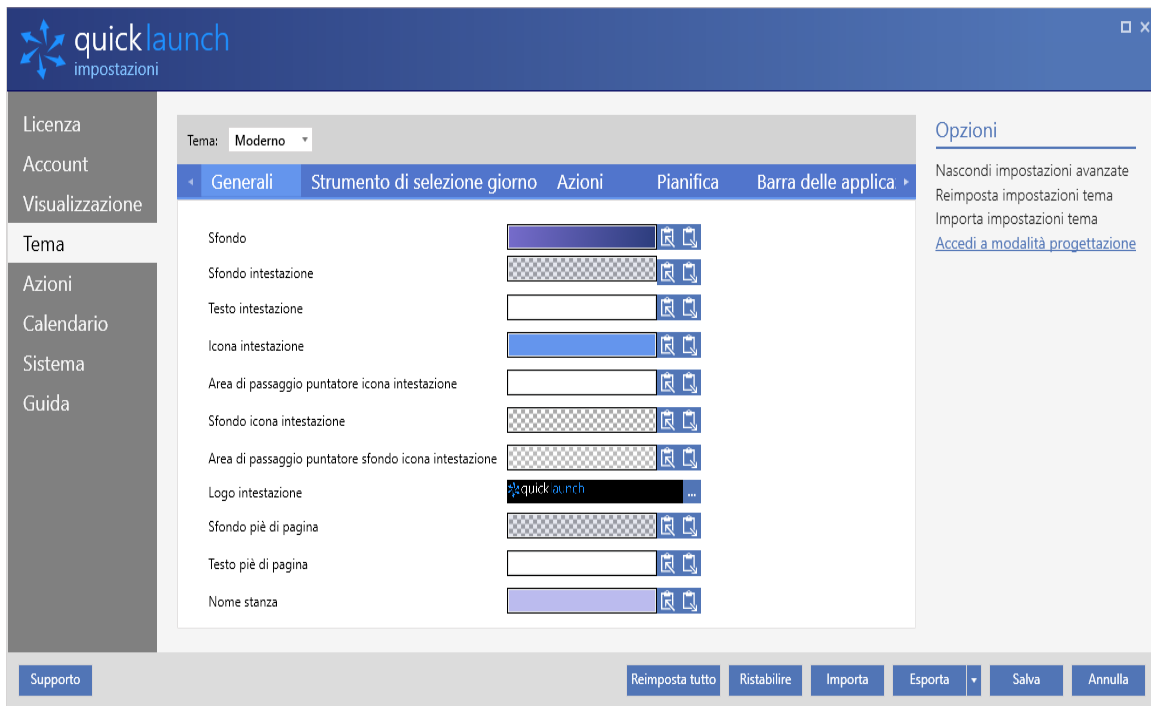 quicklaunch
impostazioni
Licenza
Account
Visualizzazione
Tema
Azioni
Calendario
Sistema
Guida
Tema: Moderno
Generali Strumento di selezione giorno Azioni Pianifica Barra delle applica
Sfondo
Sfondo intestazione
Testo intestazione
Icona intestazione
Area di passaggio puntatore icona intestazione
Sfondo icona intestazione
Area di passaggio puntatore sfondo icona intestazione
Logo intestazione quicklaunch ...
Sfondo piè di pagina
Testo piè di pagina
Nome stanza
Opzioni
Nascondi impostazioni avanzate
Reimposta impostazioni tema
Importa impostazioni tema
Accedi a modalità progettazione
Supporto Reimposta tutto Ristabilire Importa Esporta Salva Annulla